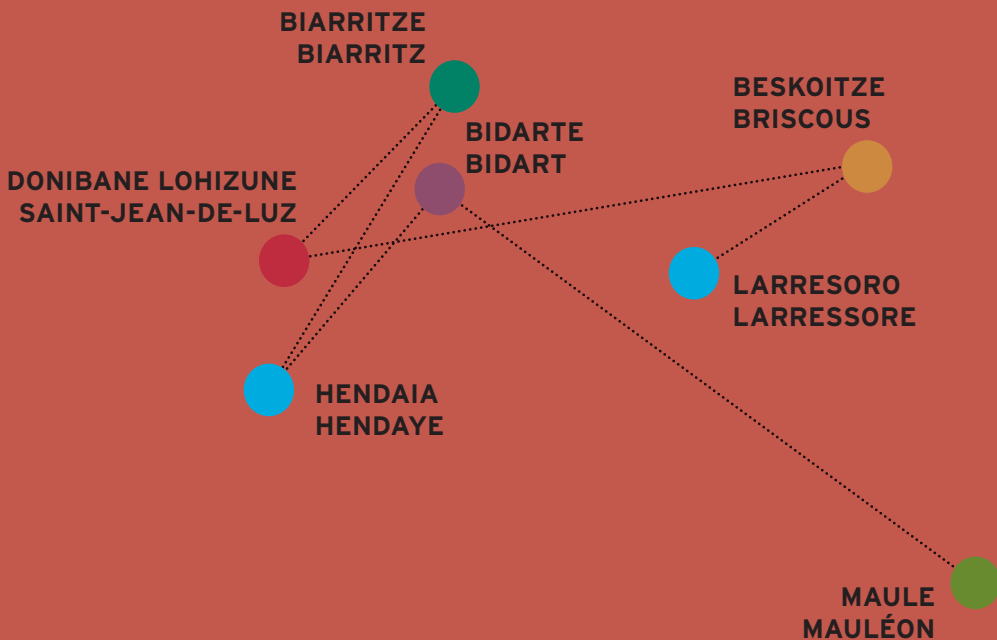 BIARRITZE
BIARRITZ
BESKOITZE
BRISCOUS
BIDARTE
BIDART
DONIBANE LOHIZUNE
SAINT-JEAN-DE-LUZ
LARRESORO
LARRESSORE
HENDAIA
HENDAYE
MAULE
MAULÉON